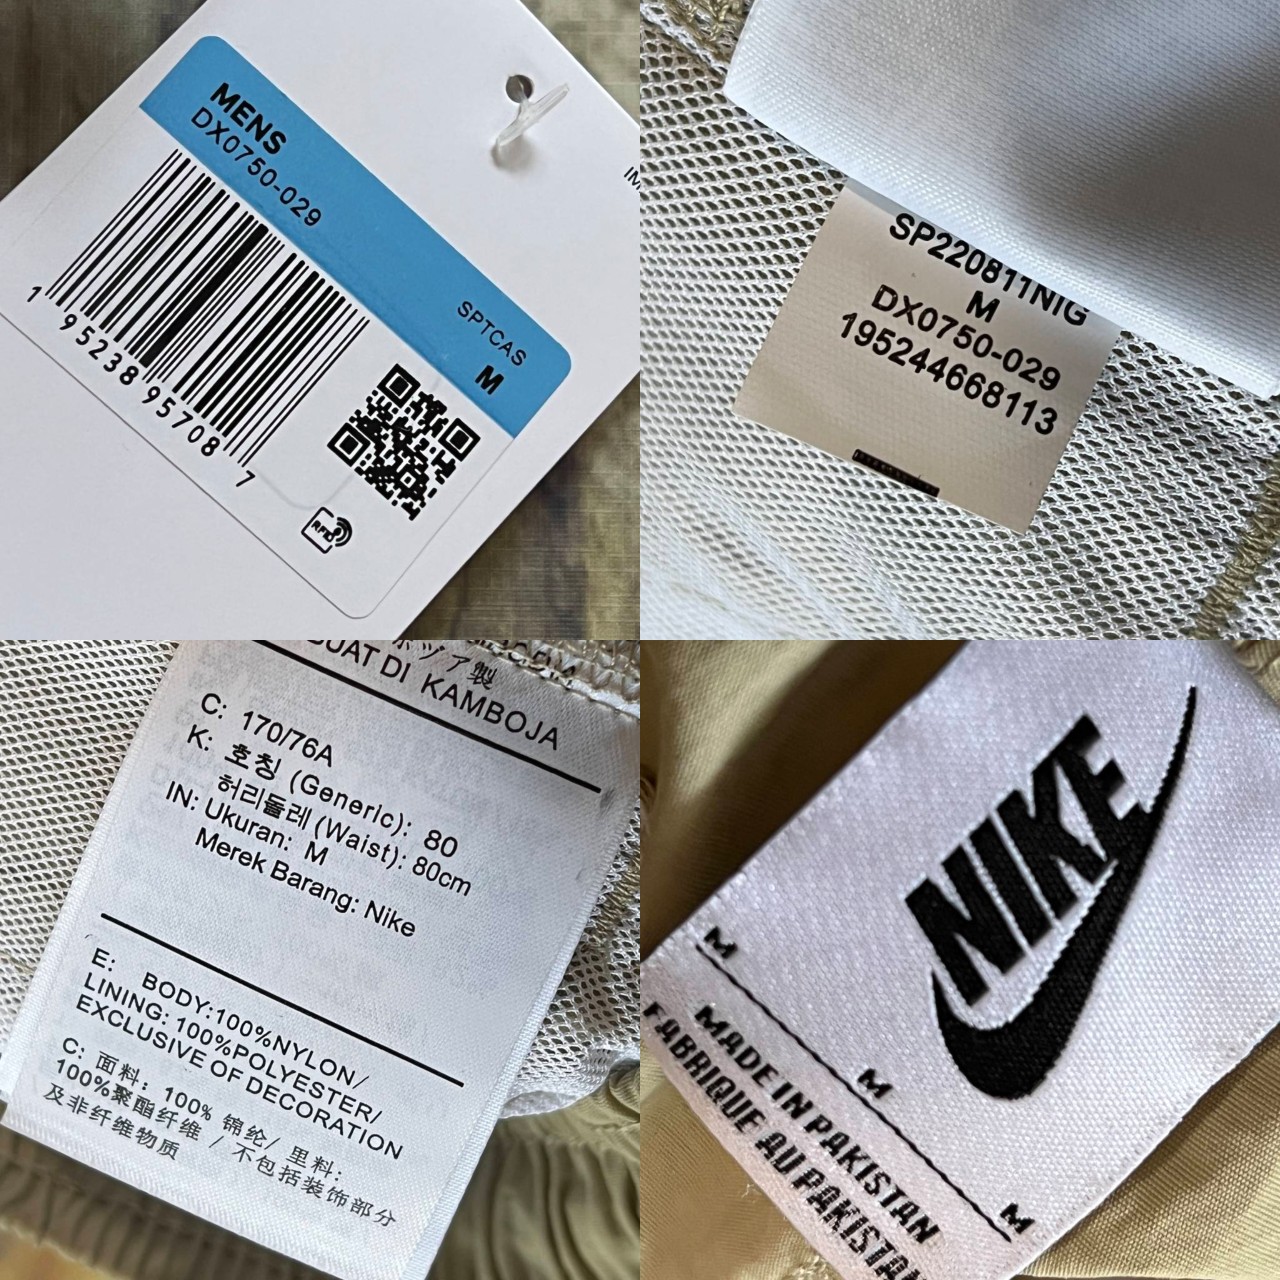 MENS
DX0750-029
SPTCAS
M
1 95238 95708 7
RFID
SP220811NIG
M
DX0750-029
195244668113
KAMBOJA
C: 170/76A
K: 호칭 (Generic): 80
허리둘레 (Waist): 80cm
IN: Ukuran: M
Merek Barang: Nike
E: BODY:100%NYLON/
LINING: 100%POLYESTER/
EXCLUSIVE OF DECORATION
C: 面料: 100% 锦纶/ 里料:
100%聚酯纤维 / 不包括装饰部分
及非纤维物质
NIKE
M
M
M
MADE IN PAKISTAN
FABRIQUE AU PAKISTAN